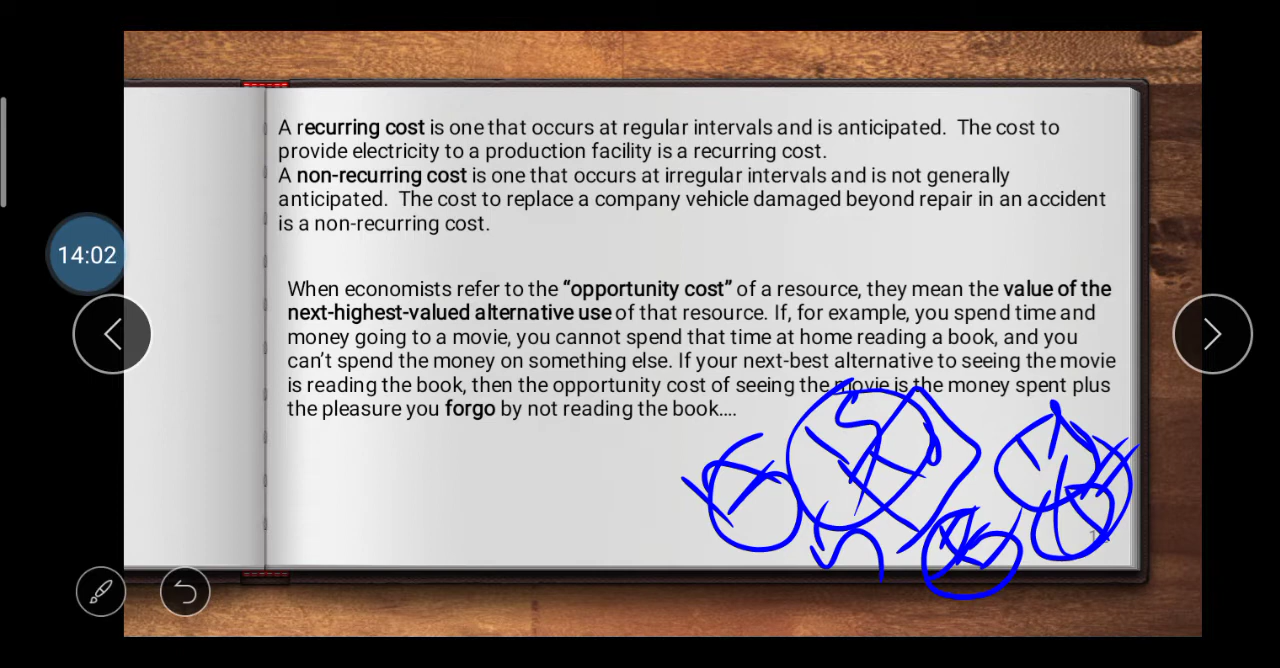 A recurring cost is one that occurs at regular intervals and is anticipated.  The cost to
provide electricity to a production facility is a recurring cost.
A non-recurring cost is one that occurs at irregular intervals and is not generally
anticipated.  The cost to replace a company vehicle damaged beyond repair in an accident
is a non-recurring cost.
14:02
When economists refer to the “opportunity cost” of a resource, they mean the value of the
next-highest-valued alternative use of that resource. If, for example, you spend time and
money going to a movie, you cannot spend that time at home reading a book, and you
can’t spend the money on something else. If your next-best alternative to seeing the movie
is reading the book, then the opportunity cost of seeing the movie is the money spent plus
the pleasure you forgo by not reading the book....